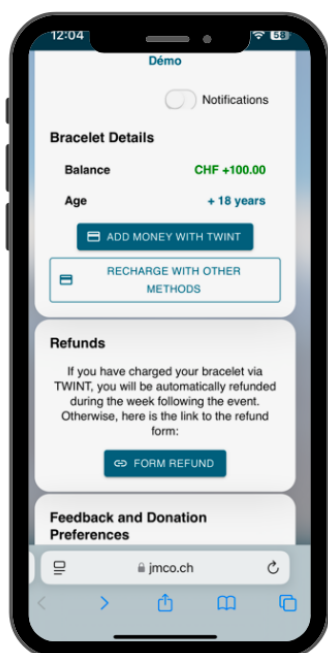 12:04
58
Démo
Notifications
Bracelet Details
Balance CHF +100.00
Age + 18 years
ADD MONEY WITH TWINT
RECHARGE WITH OTHER
METHODS
Refunds
If you have charged your bracelet via
TWINT, you will be automatically refunded
during the week following the event.
Otherwise, here is the link to the refund
form:
FORM REFUND
Feedback and Donation
Preferences
jmco.ch